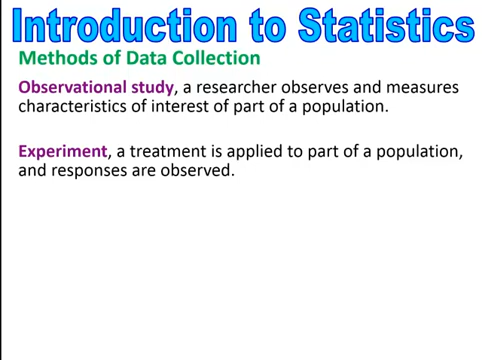 Introduction to Statistics
Methods of Data Collection
Observational study, a researcher observes and measures
characteristics of interest of part of a population.
Experiment, a treatment is applied to part of a population,
and responses are observed.